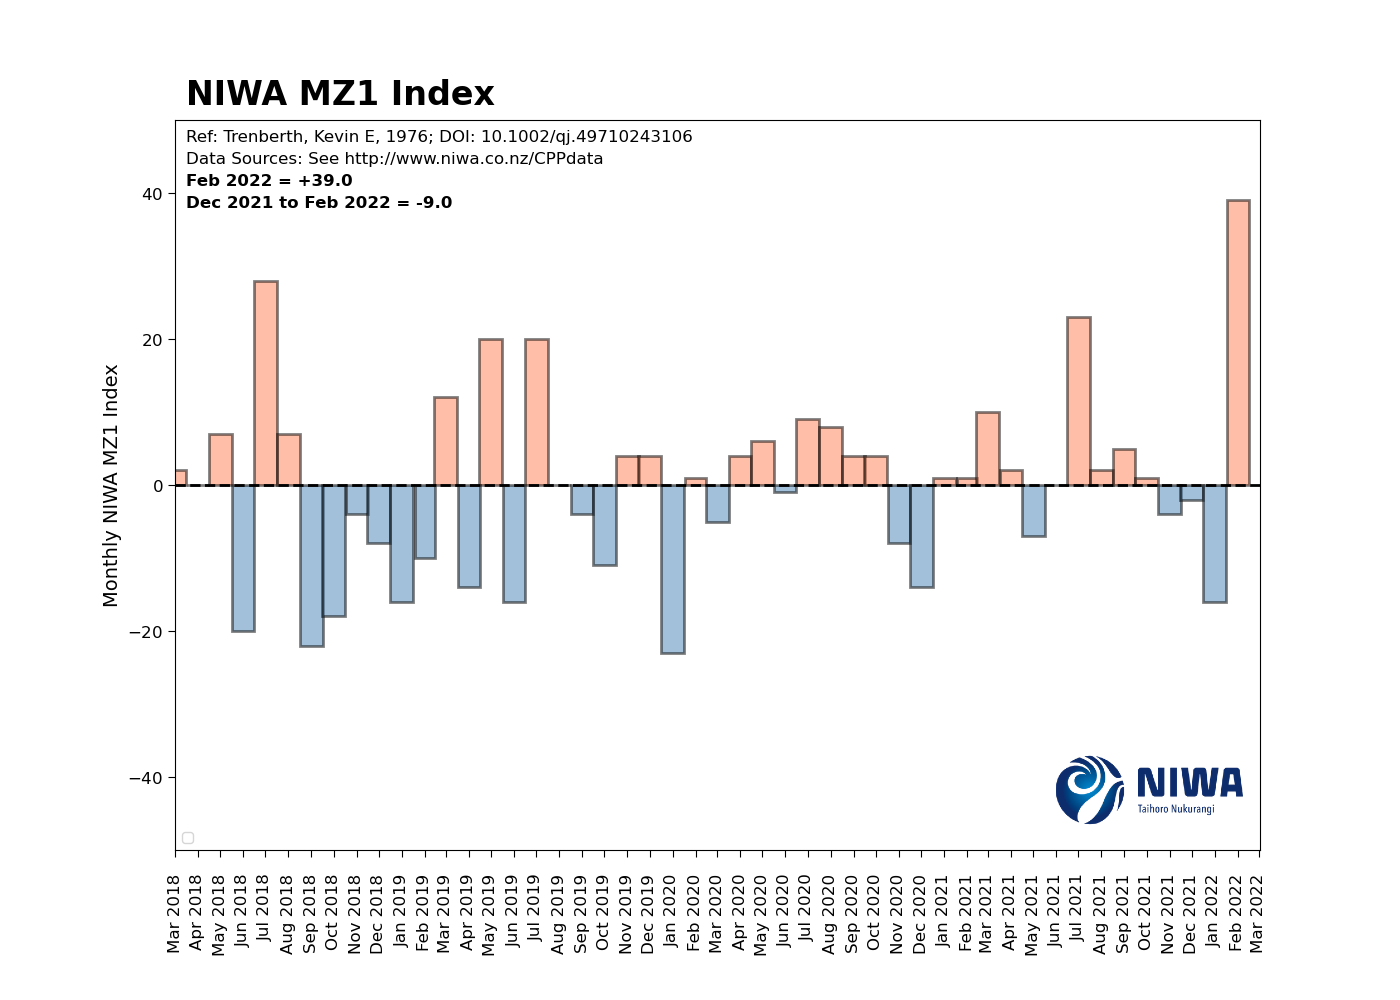 NIWA MZ1 Index
Ref: Trenberth, Kevin E, 1976; DOI: 10.1002/qj.49710243106
Data Sources: See http://www.niwa.co.nz/CPPdata
Feb 2022 = +39.0
Dec 2021 to Feb 2022 = -9.0
Monthly NIWA MZ1 Index
40
20
0
−20
−40
NIWA
Taihoro Nukurangi
Mar 2018
Apr 2018
May 2018
Jun 2018
Jul 2018
Aug 2018
Sep 2018
Oct 2018
Nov 2018
Dec 2018
Jan 2019
Feb 2019
Mar 2019
Apr 2019
May 2019
Jun 2019
Jul 2019
Aug 2019
Sep 2019
Oct 2019
Nov 2019
Dec 2019
Jan 2020
Feb 2020
Mar 2020
Apr 2020
May 2020
Jun 2020
Jul 2020
Aug 2020
Sep 2020
Oct 2020
Nov 2020
Dec 2020
Jan 2021
Feb 2021
Mar 2021
Apr 2021
May 2021
Jun 2021
Jul 2021
Aug 2021
Sep 2021
Oct 2021
Nov 2021
Dec 2021
Jan 2022
Feb 2022
Mar 2022